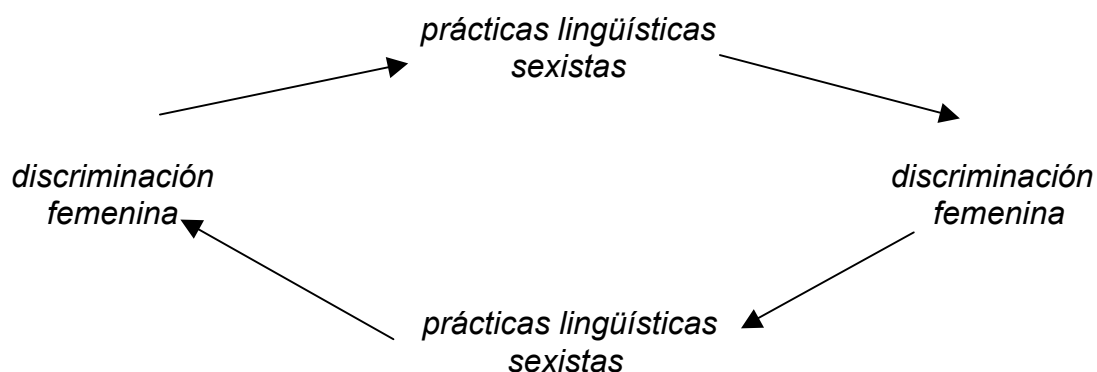 prácticas lingüísticas
sexistas
discriminación
femenina
discriminación
femenina
prácticas lingüísticas
sexistas